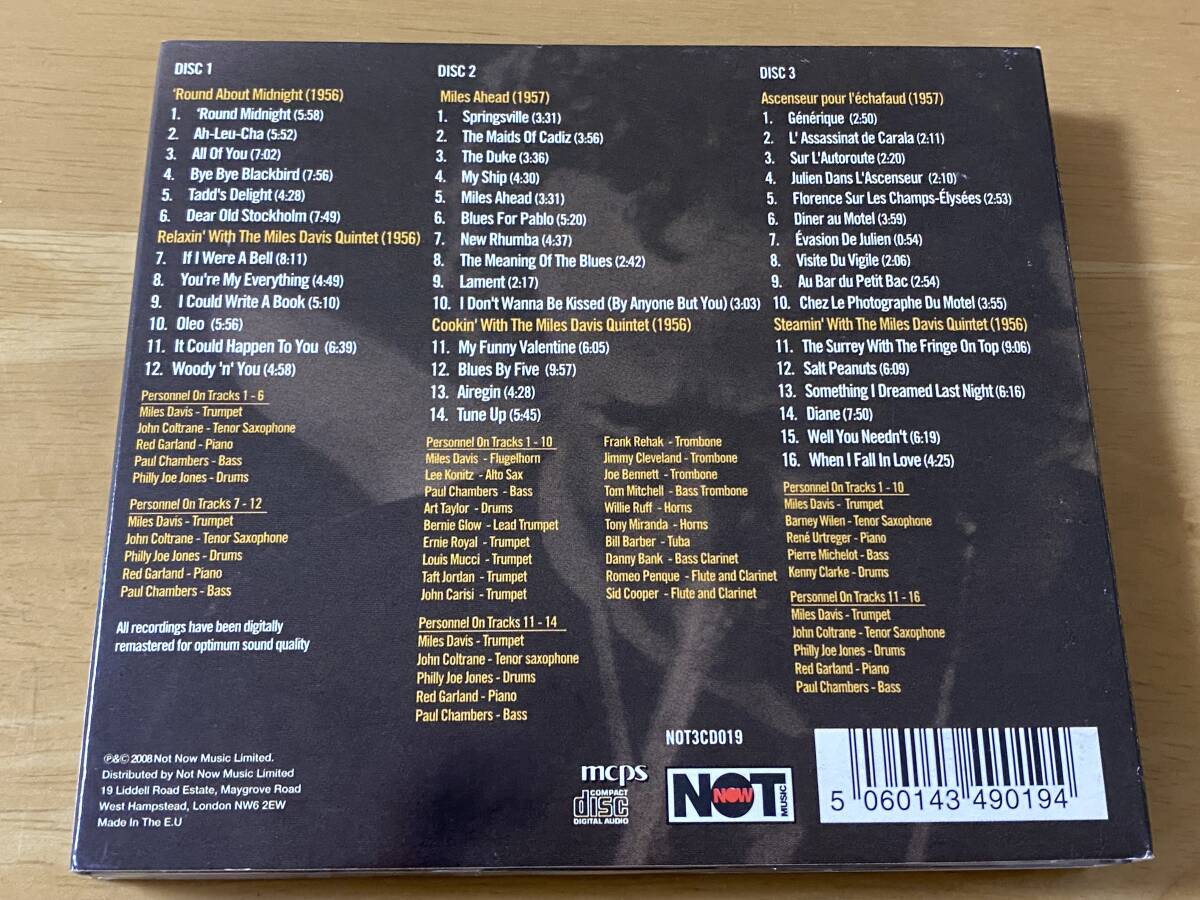 DISC 1
'Round About Midnight (1956)
1. 'Round Midnight (5:58)
2. Ah-Leu-Cha (5:52)
3. All Of You (7:02)
4. Bye Bye Blackbird (7:56)
5. Tadd's Delight (4:28)
6. Dear Old Stockholm (7:49)
Relaxin' With The Miles Davis Quintet (1956)
7. If I Were A Bell (8:11)
8. You're My Everything (4:49)
9. I Could Write A Book (5:10)
10. Oleo (5:56)
11. It Could Happen To You (6:39)
12. Woody 'n' You (4:58)
Personnel On Tracks 1 - 6
Miles Davis - Trumpet
John Coltrane - Tenor Saxophone
Red Garland - Piano
Paul Chambers - Bass
Philly Joe Jones - Drums
Personnel On Tracks 7 - 12
Miles Davis - Trumpet
John Coltrane - Tenor Saxophone
Philly Joe Jones - Drums
Red Garland - Piano
Paul Chambers - Bass
All recordings have been digitally
remastered for optimum sound quality
DISC 2
Miles Ahead (1957)
1. Springsville (3:31)
2. The Maids Of Cadiz (3:56)
3. The Duke (3:36)
4. My Ship (4:30)
5. Miles Ahead (3:31)
6. Blues For Pablo (5:20)
7. New Rhumba (4:37)
8. The Meaning Of The Blues (2:42)
9. Lament (2:17)
10. I Don't Wanna Be Kissed (By Anyone But You) (3:03)
Cookin' With The Miles Davis Quintet (1956)
11. My Funny Valentine (6:05)
12. Blues By Five (9:57)
13. Airegin (4:28)
14. Tune Up (5:45)
Personnel On Tracks 1 - 10
Miles Davis - Flugelhorn
Lee Konitz - Alto Sax
Paul Chambers - Bass
Art Taylor - Drums
Bernie Glow - Lead Trumpet
Ernie Royal - Trumpet
Louis Mucci - Trumpet
Taft Jordan - Trumpet
John Carisi - Trumpet
Frank Rehak - Trombone
Jimmy Cleveland - Trombone
Joe Bennett - Trombone
Tom Mitchell - Bass Trombone
Willie Ruff - Horns
Tony Miranda - Horns
Bill Barber - Tuba
Danny Bank - Bass Clarinet
Romeo Penque - Flute and Clarinet
Sid Cooper - Flute and Clarinet
Personnel On Tracks 11 - 14
Miles Davis - Trumpet
John Coltrane - Tenor saxophone
Philly Joe Jones - Drums
Red Garland - Piano
Paul Chambers - Bass
DISC 3
Ascenseur pour l'échafaud (1957)
1. Générique (2:50)
2. L' Assassinat de Carala (2:11)
3. Sur L'Autoroute (2:20)
4. Julien Dans L'Ascenseur (2:10)
5. Florence Sur Les Champs-Élysées (2:53)
6. Diner au Motel (3:59)
7. Évasion De Julien (0:54)
8. Visite Du Vigile (2:06)
9. Au Bar du Petit Bac (2:54)
10. Chez Le Photographe Du Motel (3:55)
Steamin' With The Miles Davis Quintet (1956)
11. The Surrey With The Fringe On Top (9:06)
12. Salt Peanuts (6:09)
13. Something I Dreamed Last Night (6:16)
14. Diane (7:50)
15. Well You Needn't (6:19)
16. When I Fall In Love (4:25)
Personnel On Tracks 1 - 10
Miles Davis - Trumpet
Barney Wilen - Tenor Saxophone
René Urtreger - Piano
Pierre Michelot - Bass
Kenny Clarke - Drums
Personnel On Tracks 11 - 16
Miles Davis - Trumpet
John Coltrane - Tenor Saxophone
Philly Joe Jones - Drums
Red Garland - Piano
Paul Chambers - Bass
℗&© 2008 Not Now Music Limited.
Distributed by Not Now Music Limited
19 Liddell Road Estate, Maygrove Road
West Hampstead, London NW6 2EW
Made In The E.U
mcps
COMPACT
disc
DIGITAL AUDIO
NOT3CD019
NOT NOW MUSIC
5 060143 490194